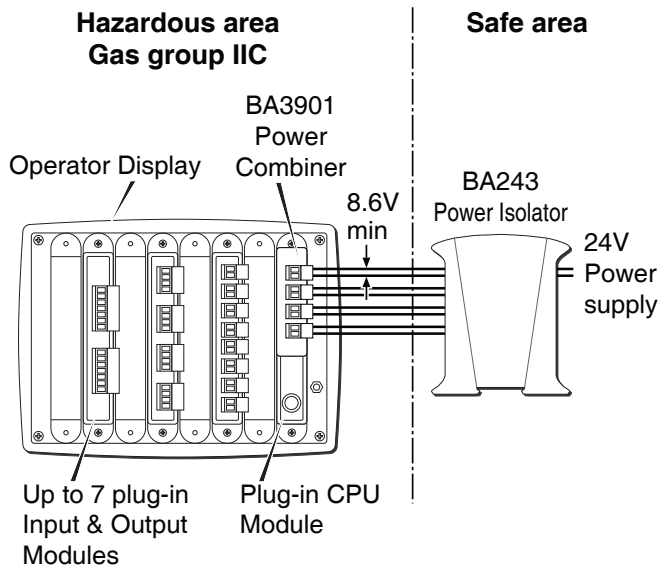 Hazardous area
Gas group IIC
Safe area
BA3901
Power
Combiner
Operator Display
8.6V
min
BA243
Power Isolator
24V
Power
supply
Up to 7 plug-in
Input & Output
Modules
Plug-in CPU
Module